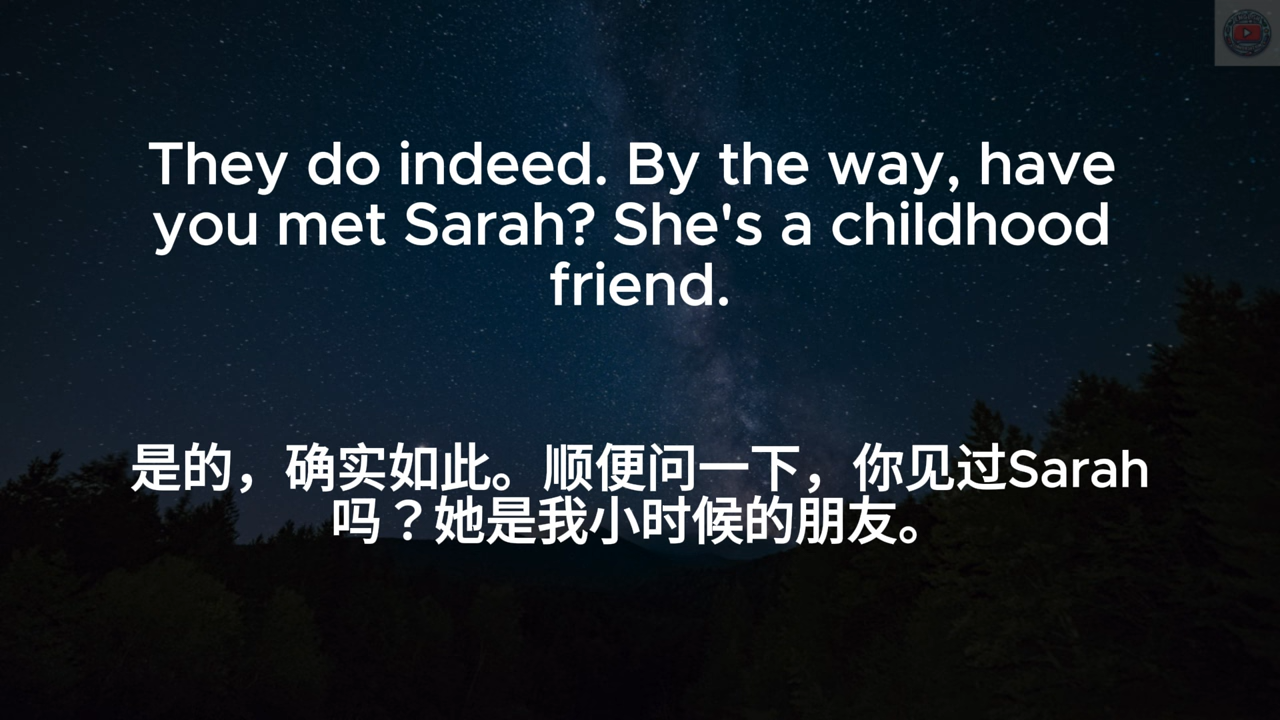 They do indeed. By the way, have
you met Sarah? She's a childhood
friend.
是的，确实如此。顺便问一下，你见过Sarah
吗？她是我小时候的朋友。